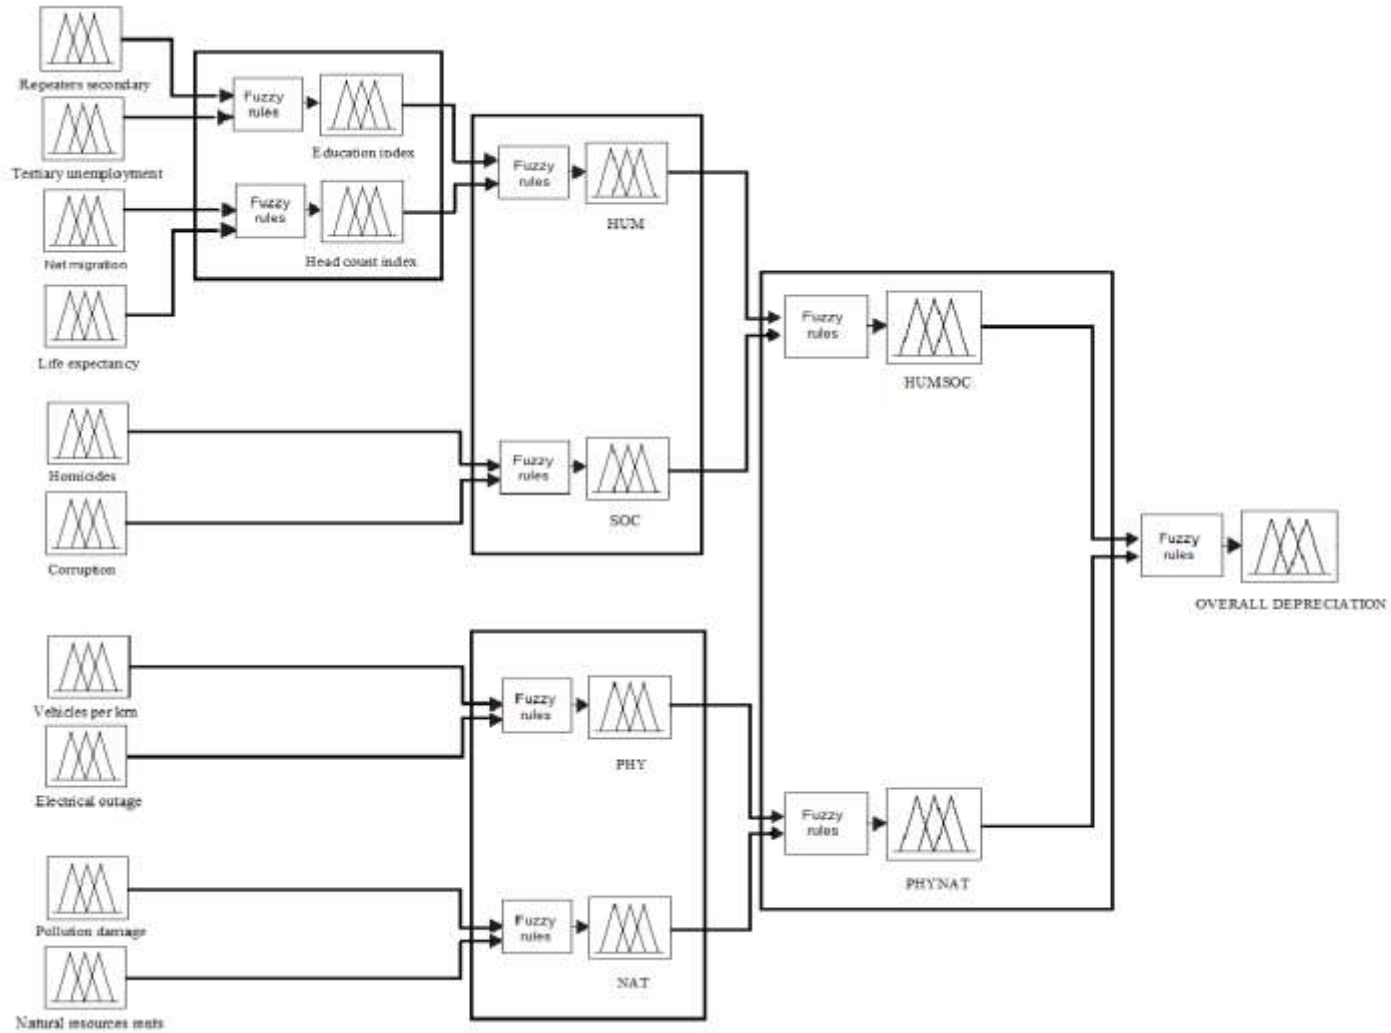 Repeaters secondary
Fuzzy
rules
Education index
Tertiary unemployment
Fuzzy
rules
Head count index
Net migration
Life expectancy
Fuzzy
rules
HUM
Fuzzy
rules
HUMSOC
Homicides
Fuzzy
rules
SOC
Corruption
Fuzzy
rules
OVERALL DEPRECIATION
Vehicles per km
Fuzzy
rules
PHY
Electrical outage
Fuzzy
rules
PHYNAT
Pollution damage
Fuzzy
rules
NAT
Natural resources rents